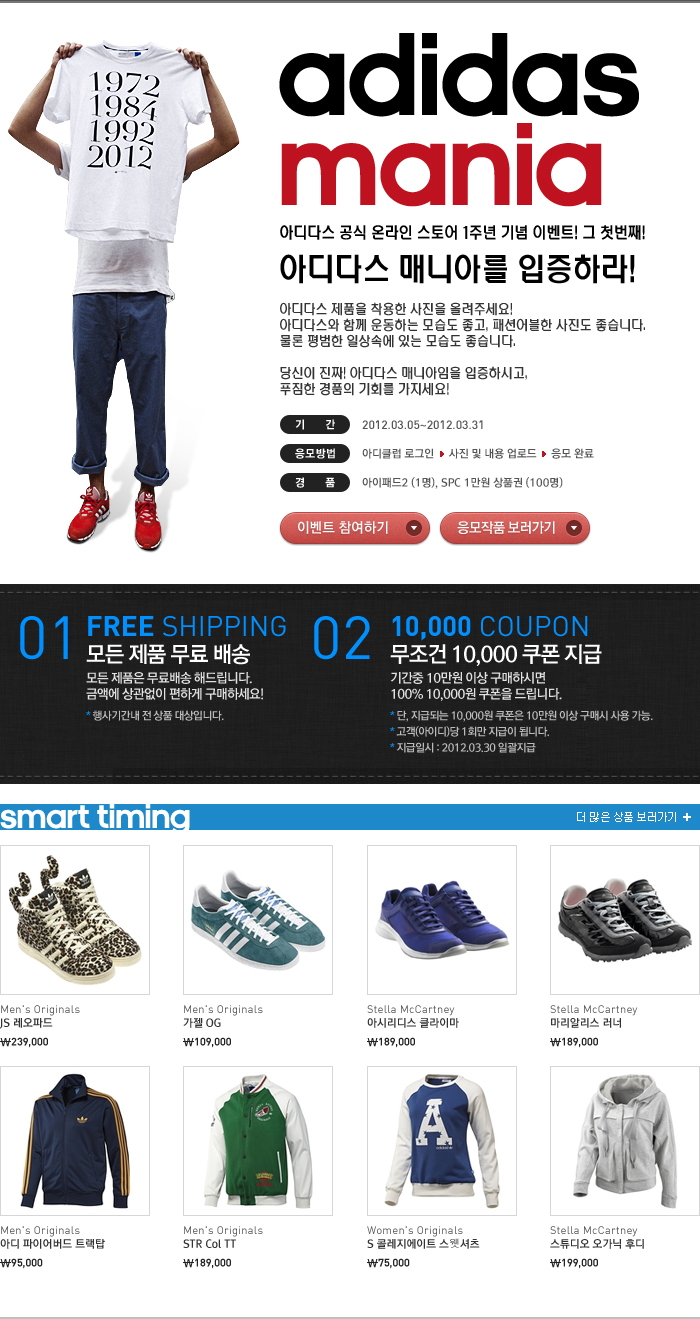 1972
1984
1992
2012
adidas
mania
아디다스 공식 온라인 스토어 1주년 기념 이벤트! 그 첫번째!
아디다스 매니아를 입증하라!
아디다스 제품을 착용한 사진을 올려주세요!
아디다스와 함께 운동하는 모습도 좋고, 패션어블한 사진도 좋습니다.
물론 평범한 일상속에 있는 모습도 좋습니다.
당신이 진짜! 아디다스 매니아임을 입증하시고,
푸짐한 경품의 기회를 가지세요!
기 간 2012.03.05~2012.03.31
응모방법 아디클럽 로그인 ▶ 사진 및 내용 업로드 ▶ 응모 완료
경 품 아이패드2 (1명), SPC 1만원 상품권 (100명)
이벤트 참여하기 응모작품 보러가기
01 FREE SHIPPING
모든 제품 무료 배송
모든 제품은 무료배송 해드립니다.
금액에 상관없이 편하게 구매하세요!
* 행사기간내 전 상품 대상입니다.
02 10,000 COUPON
무조건 10,000 쿠폰 지급
기간중 10만원 이상 구매하시면
100% 10,000원 쿠폰을 드립니다.
* 단, 지급되는 10,000원 쿠폰은 10만원 이상 구매시 사용 가능.
* 고객(아이디)당 1회만 지급이 됩니다.
* 지급일시 : 2012.03.30 일괄지급
smart timing 더 많은 상품 보러가기 +
Men's Originals Men's Originals Stella McCartney Stella McCartney
JS 레오파드 가젤 OG 아시리디스 클라이마 마리알리스 러너
₩239,000 ₩109,000 ₩189,000 ₩189,000
A
Men's Originals Men's Originals Women's Originals Stella McCartney
아디 파이어버드 트랙탑 STR Col TT S 콜레지에이트 스웻셔츠 스튜디오 오가닉 후디
₩95,000 ₩189,000 ₩75,000 ₩199,000